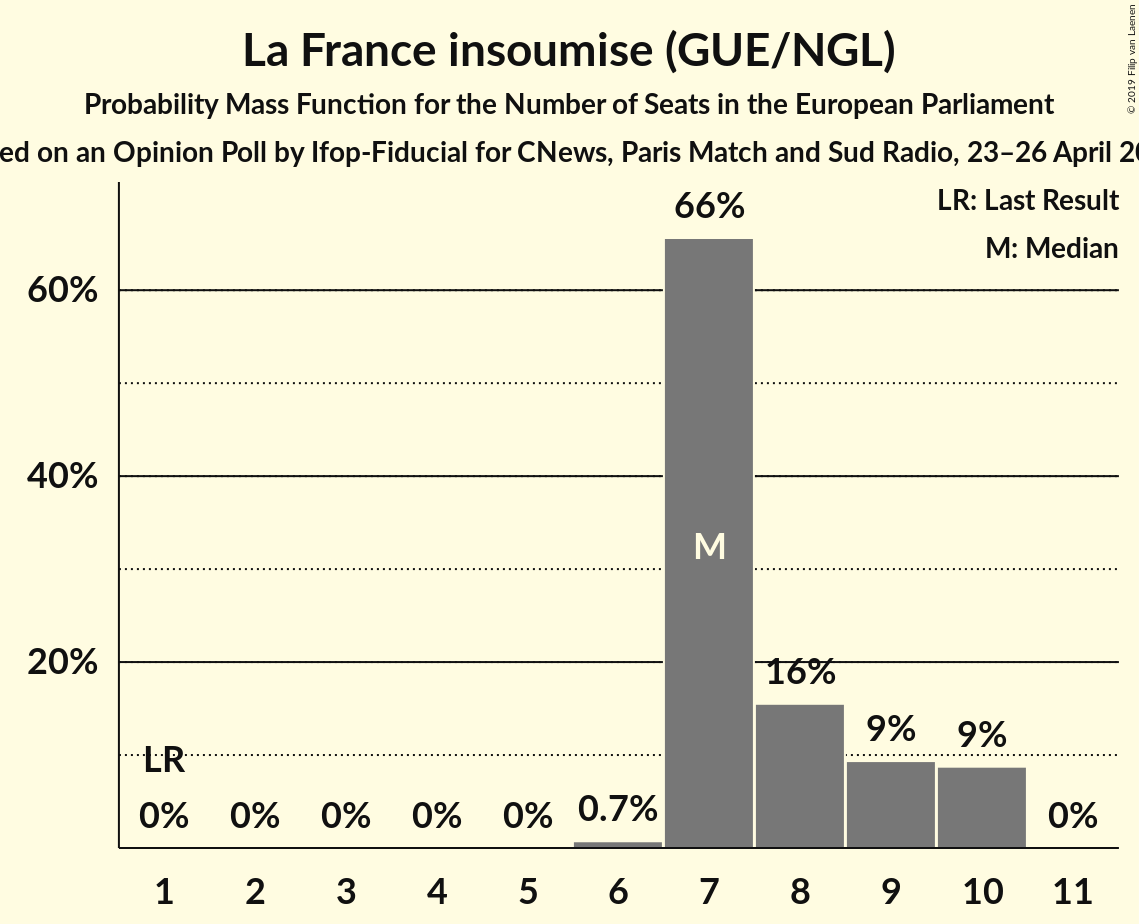 La France insoumise (GUE/NGL)
Probability Mass Function for the Number of Seats in the European Parliament
ed on an Opinion Poll by Ifop-Fiducial for CNews, Paris Match and Sud Radio, 23–26 April 20
© 2019 Filip van Laenen
LR: Last Result
M: Median
66%
60%
40%
M
20%
16%
9%
9%
LR
0%
0%
0%
0%
0%
0.7%
0%
1 2 3 4 5 6 7 8 9 10 11